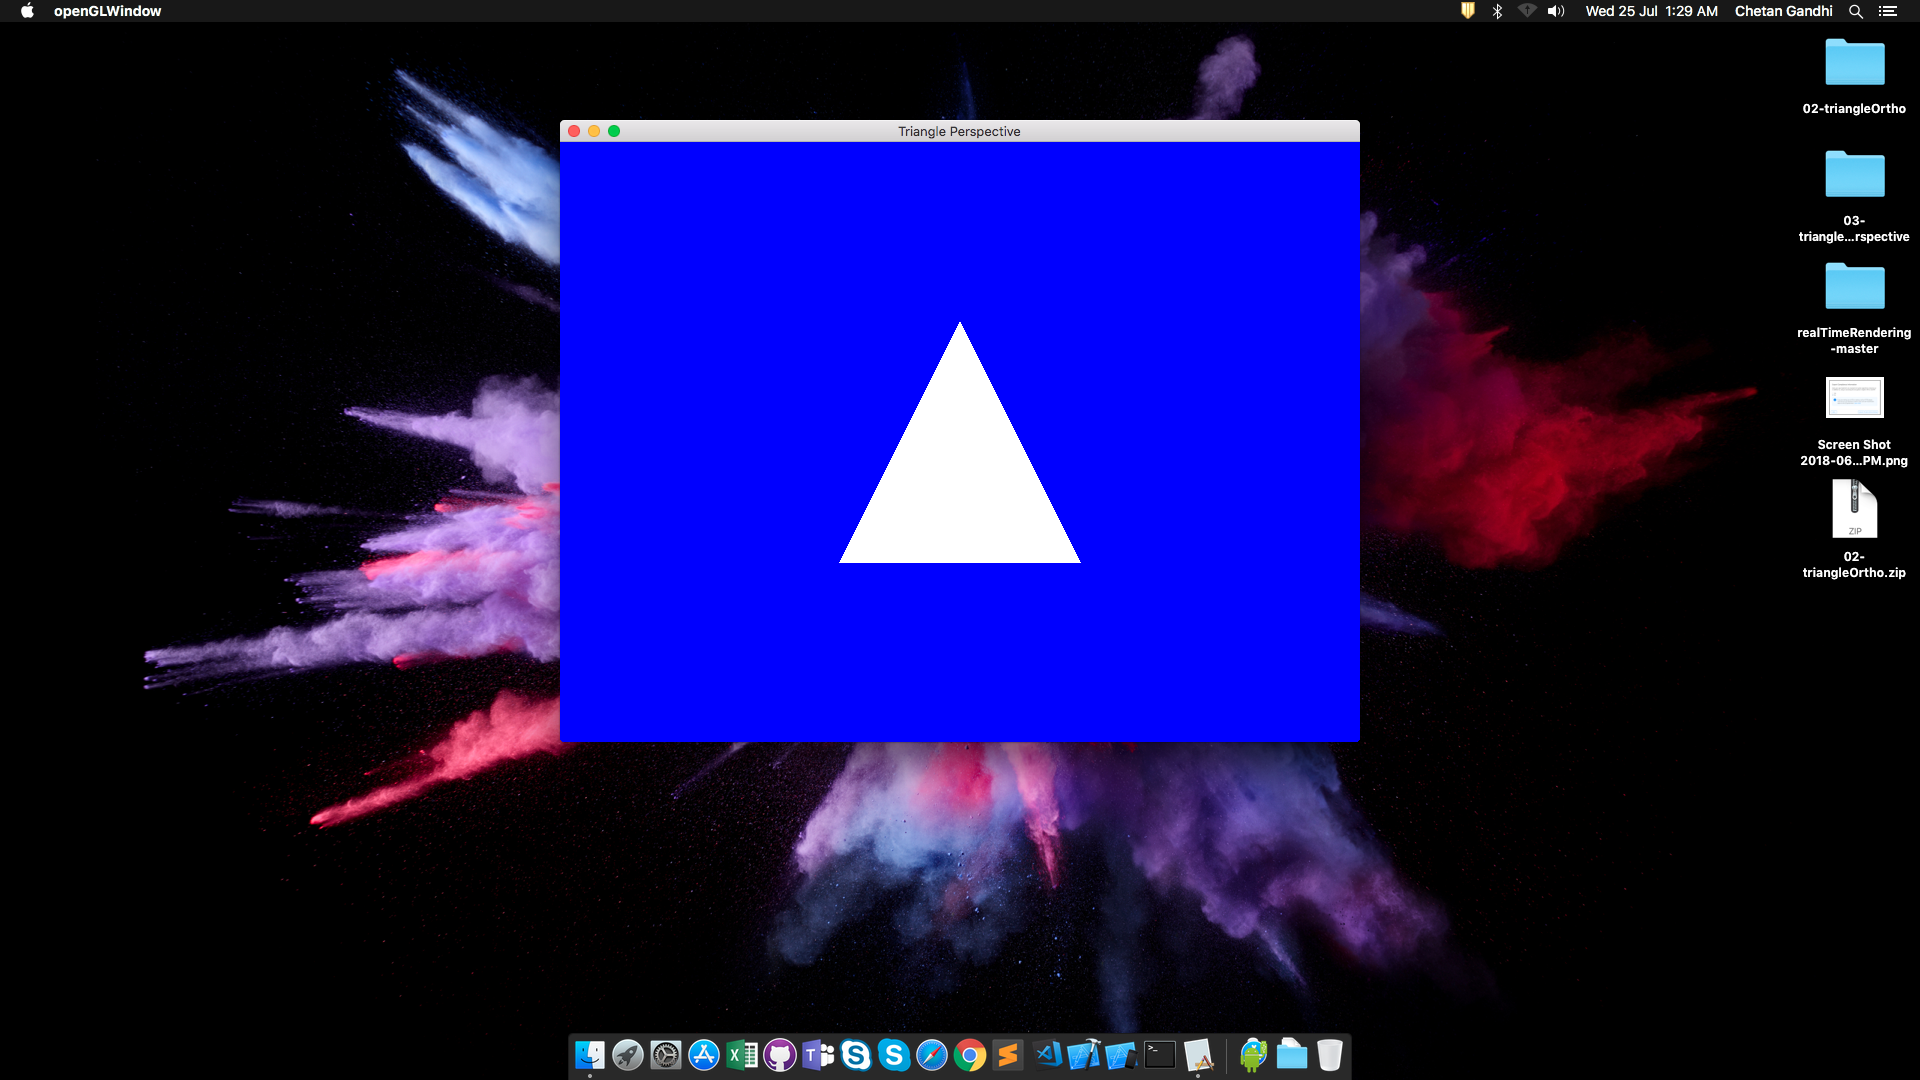 openGLWindow
Wed 25 Jul 1:29 AM
Chetan Gandhi
Triangle Perspective
02-triangleOrtho
03-
triangle...rspective
realTimeRendering
-master
Screen Shot
2018-06...PM.png
ZIP
02-
triangleOrtho.zip